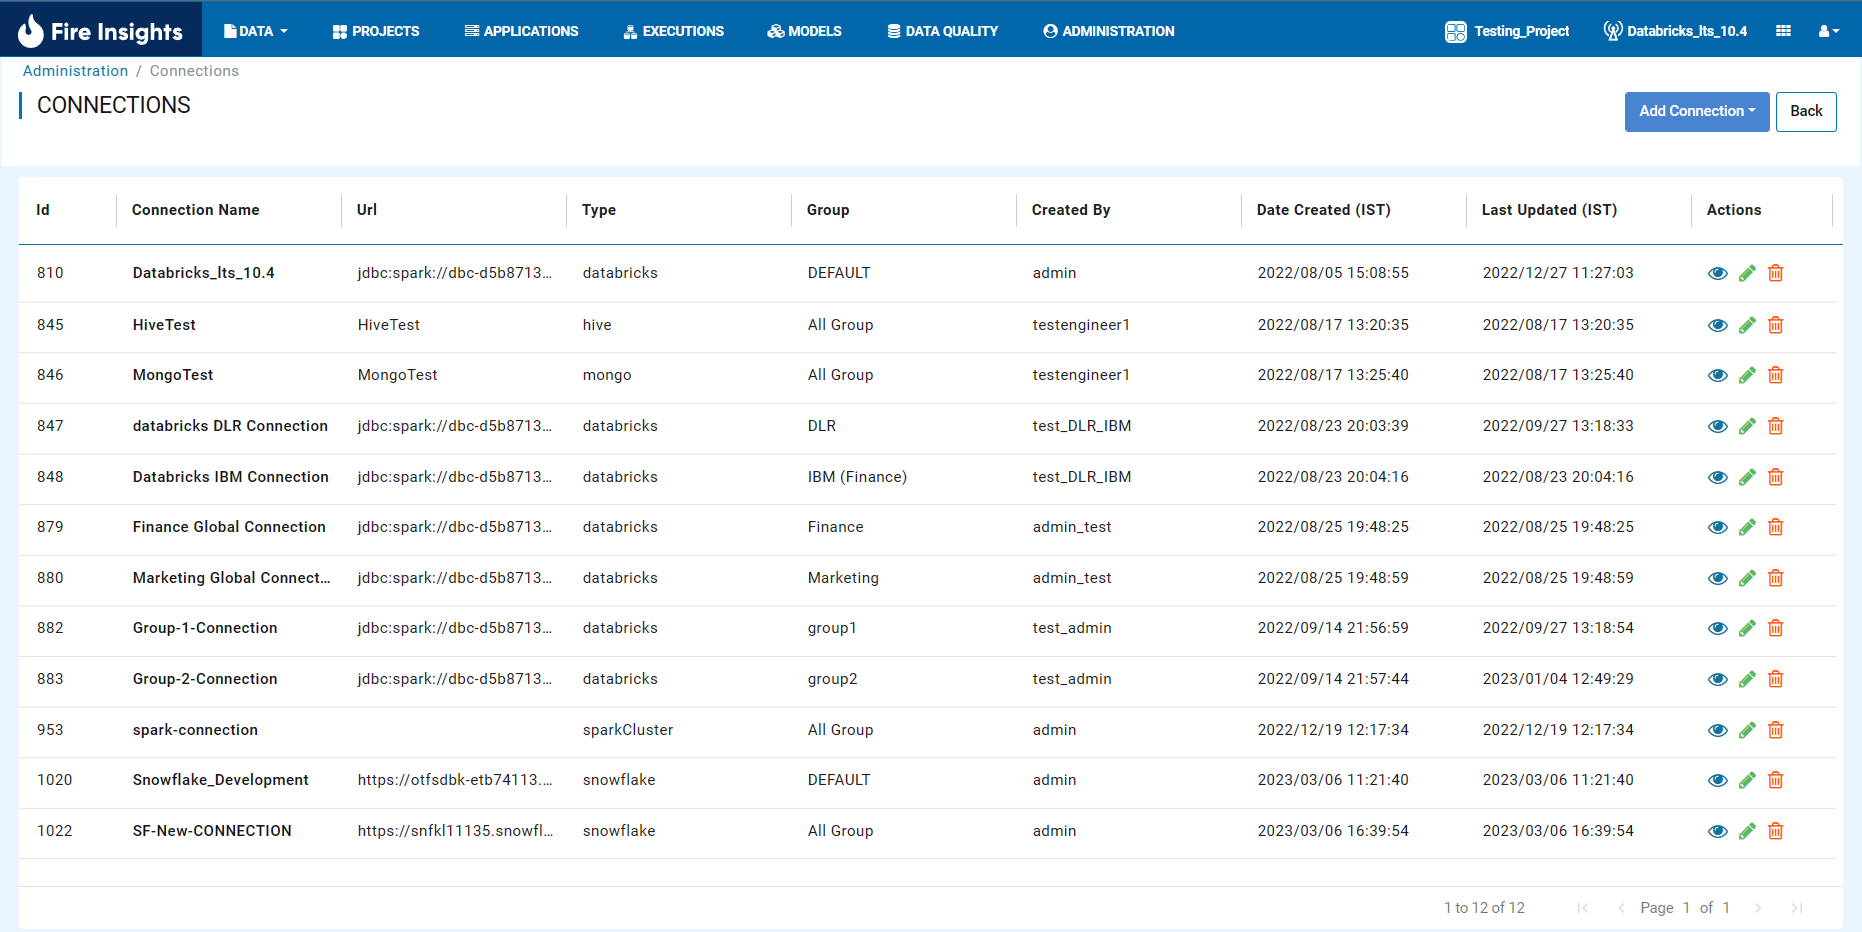 Fire Insights DATA PROJECTS APPLICATIONS EXECUTIONS MODELS DATA QUALITY ADMINISTRATION Testing_Project Databricks_lts_10.4
Administration / Connections
CONNECTIONS
Add Connection Back
Id Connection Name Url Type Group Created By Date Created (IST) Last Updated (IST) Actions
810 Databricks_lts_10.4 jdbc:spark://dbc-d5b8713... databricks DEFAULT admin 2022/08/05 15:08:55 2022/12/27 11:27:03
845 HiveTest HiveTest hive All Group testengineer1 2022/08/17 13:20:35 2022/08/17 13:20:35
846 MongoTest MongoTest mongo All Group testengineer1 2022/08/17 13:25:40 2022/08/17 13:25:40
847 databricks DLR Connection jdbc:spark://dbc-d5b8713... databricks DLR test_DLR_IBM 2022/08/23 20:03:39 2022/09/27 13:18:33
848 Databricks IBM Connection jdbc:spark://dbc-d5b8713... databricks IBM (Finance) test_DLR_IBM 2022/08/23 20:04:16 2022/08/23 20:04:16
879 Finance Global Connection jdbc:spark://dbc-d5b8713... databricks Finance admin_test 2022/08/25 19:48:25 2022/08/25 19:48:25
880 Marketing Global Connect... jdbc:spark://dbc-d5b8713... databricks Marketing admin_test 2022/08/25 19:48:59 2022/08/25 19:48:59
882 Group-1-Connection jdbc:spark://dbc-d5b8713... databricks group1 test_admin 2022/09/14 21:56:59 2022/09/27 13:18:54
883 Group-2-Connection jdbc:spark://dbc-d5b8713... databricks group2 test_admin 2022/09/14 21:57:44 2023/01/04 12:49:29
953 spark-connection sparkCluster All Group admin 2022/12/19 12:17:34 2022/12/19 12:17:34
1020 Snowflake_Development https://otfsdbk-etb74113.... snowflake DEFAULT admin 2023/03/06 11:21:40 2023/03/06 11:21:40
1022 SF-New-CONNECTION https://snfkl11135.snowfl... snowflake All Group admin 2023/03/06 16:39:54 2023/03/06 16:39:54
1 to 12 of 12 Page 1 of 1